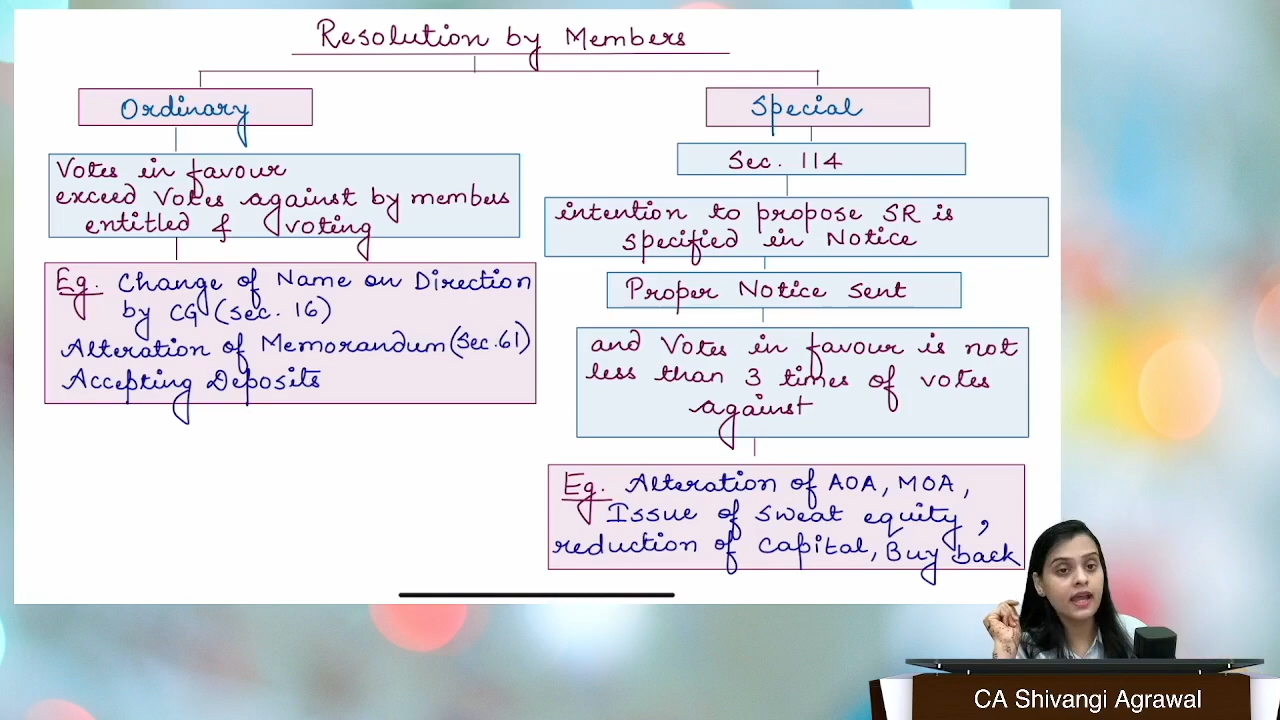 Resolution by Members
Ordinary
Votes in favour
exceed Votes against by members
entitled & voting
Eg. Change of Name on Direction
by CG (Sec. 16)
Alteration of Memorandum (Sec.61)
Accepting Deposits
Special
Sec. 114
intention to propose SR is
specified in Notice
Proper Notice sent
and Votes in favour is not
less than 3 times of votes
against
Eg. Alteration of AOA, MOA,
Issue of sweat equity,
reduction of Capital, Buy back
CA Shivangi Agrawal